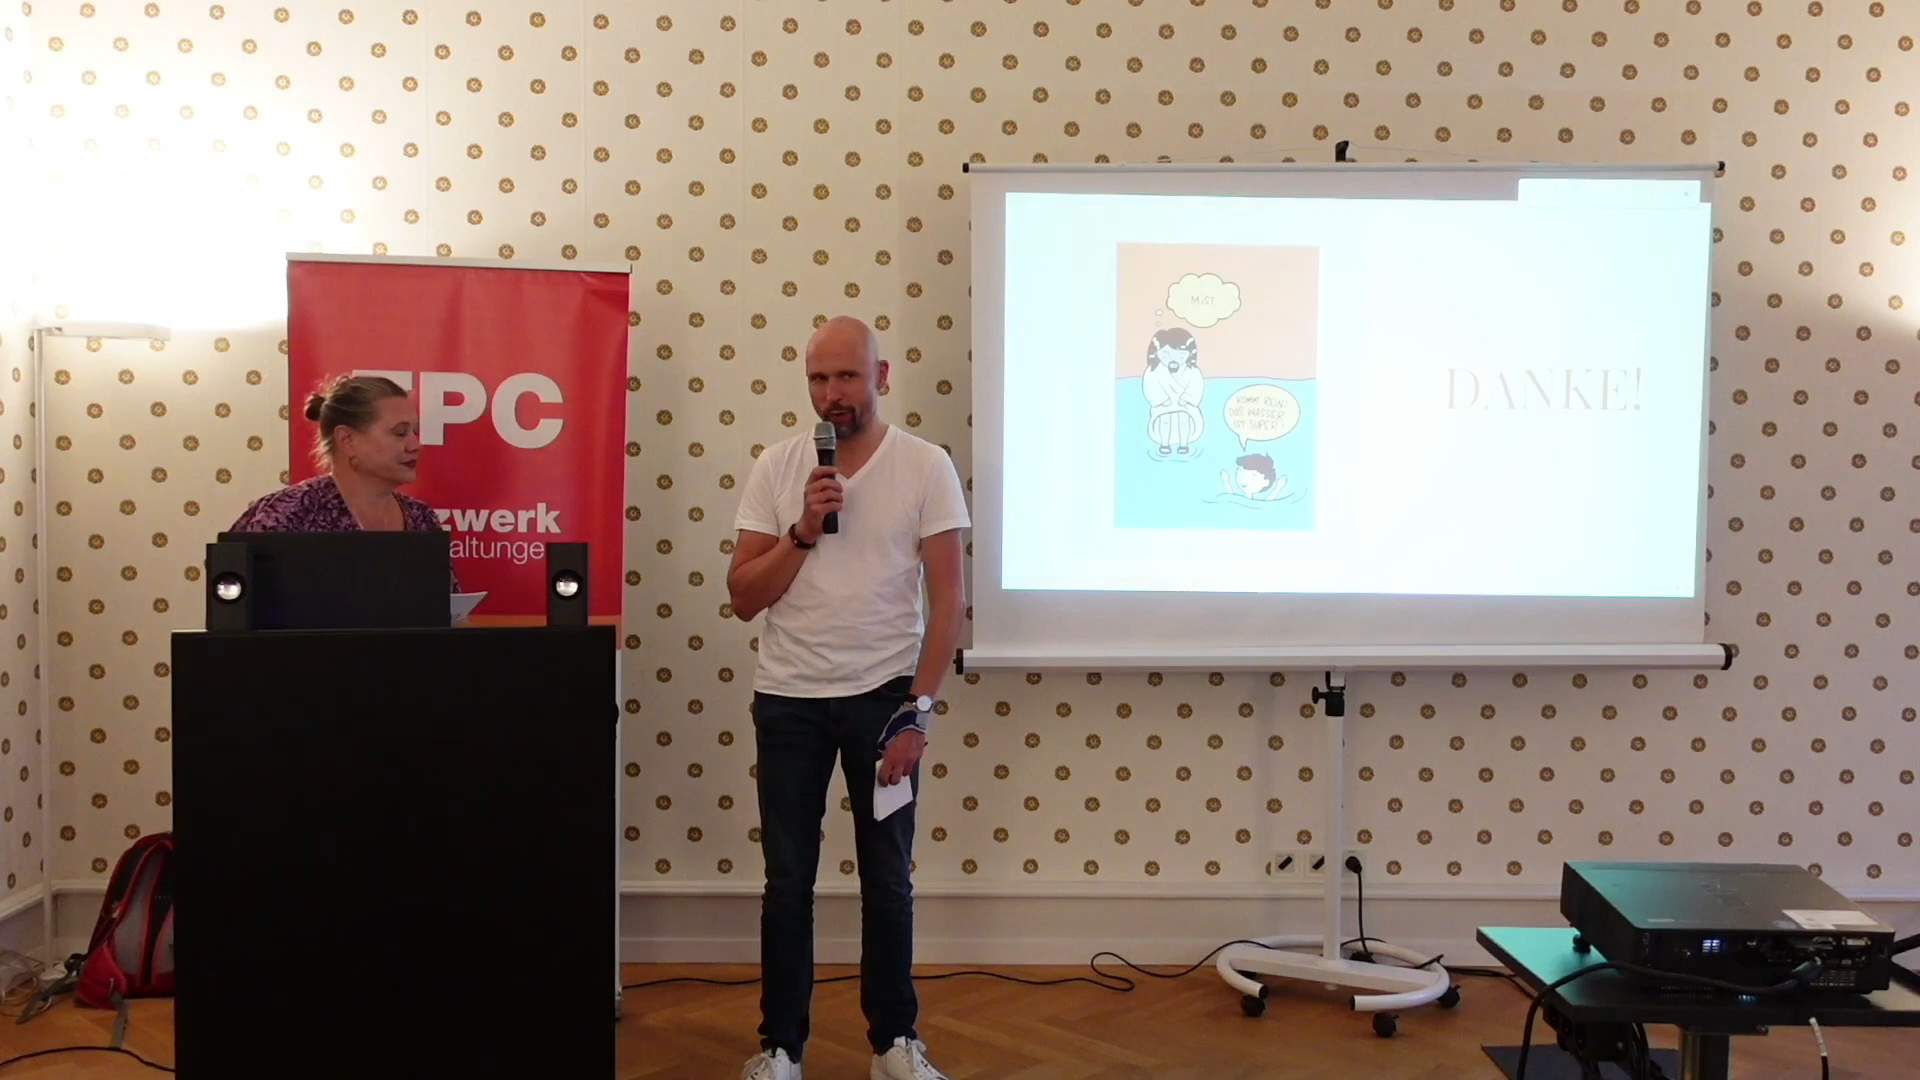 PC
zwerk
altunge
MIST
KOMM REIN!
DAS WASSER
IST SUPER!
DANKE!